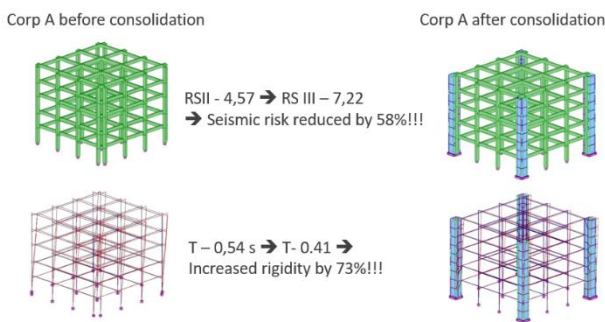 Corp A before consolidation
Corp A after consolidation
RSII - 4,57 ➔ RS III – 7,22
➔ Seismic risk reduced by 58%!!!
T – 0,54 s ➔ T- 0.41 ➔
Increased rigidity by 73%!!!